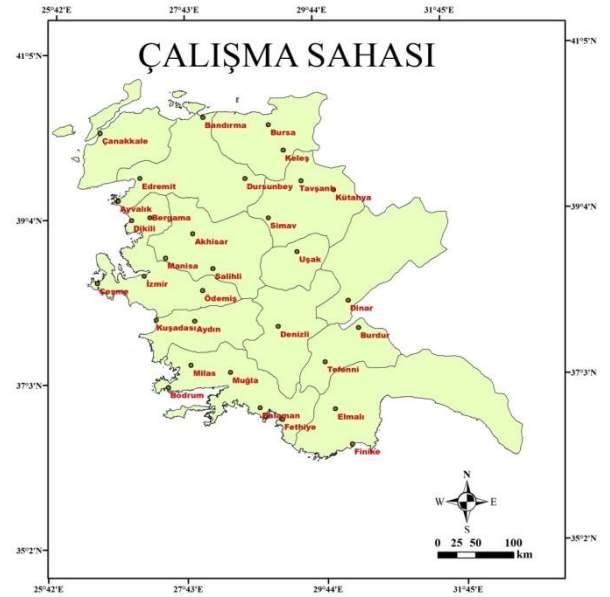 25°42'E 27°43'E 29°44'E 31°45'E
41°5'N 41°5'N
ÇALIŞMA SAHASI
Bandırma
Bursa
Çanakkale
Keleş
Edremit
Dursunbey
Tavşanlı
Kütahya
39°4'N 39°4'N
Ayvalık
Bergama
Dikili
Simav
Akhisar
Uşak
Manisa
Salihli
İzmir
Çeşme
Ödemiş
Dinar
Kuşadası
Aydın
Denizli
Burdur
Tefenni
37°3'N 37°3'N
Milas
Muğla
Bodrum
Dalaman
Elmalı
Fethiye
Finike
N
W E
S
0 25 50 100
km
35°2'N 35°2'N
25°42'E 27°43'E 29°44'E 31°45'E